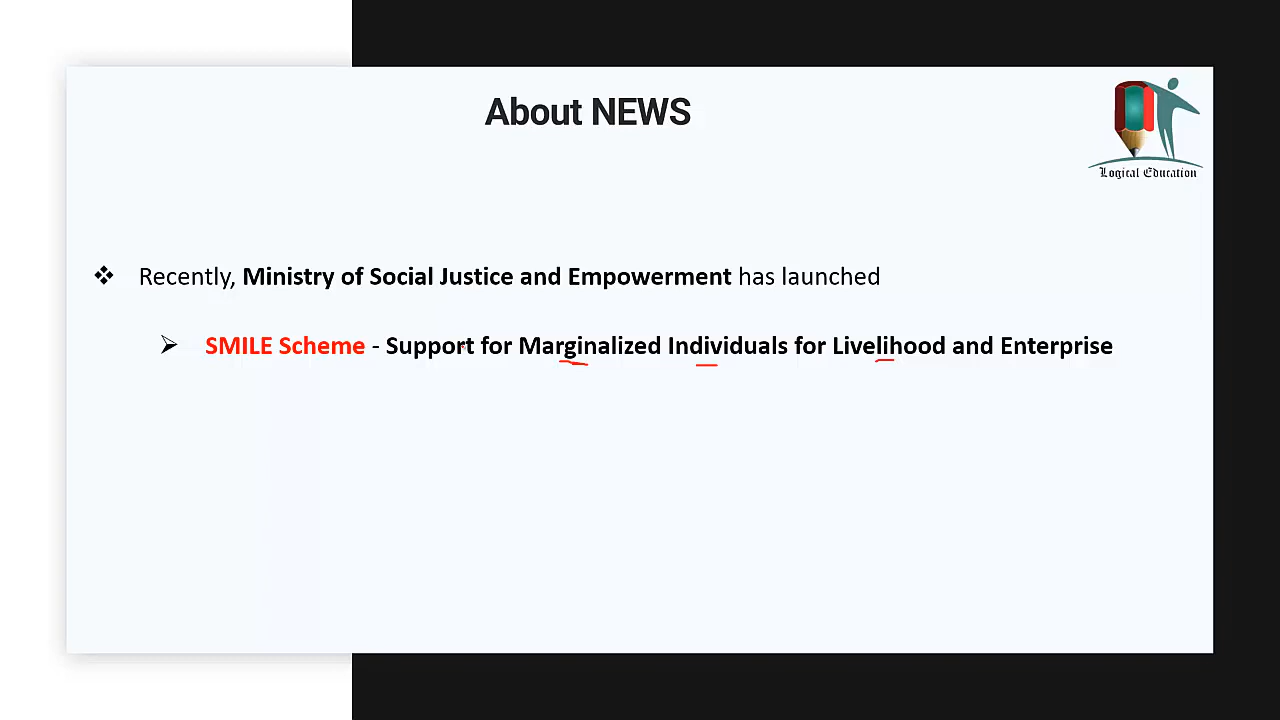 About NEWS
Logical Education
Recently, Ministry of Social Justice and Empowerment has launched
SMILE Scheme - Support for Marginalized Individuals for Livelihood and Enterprise